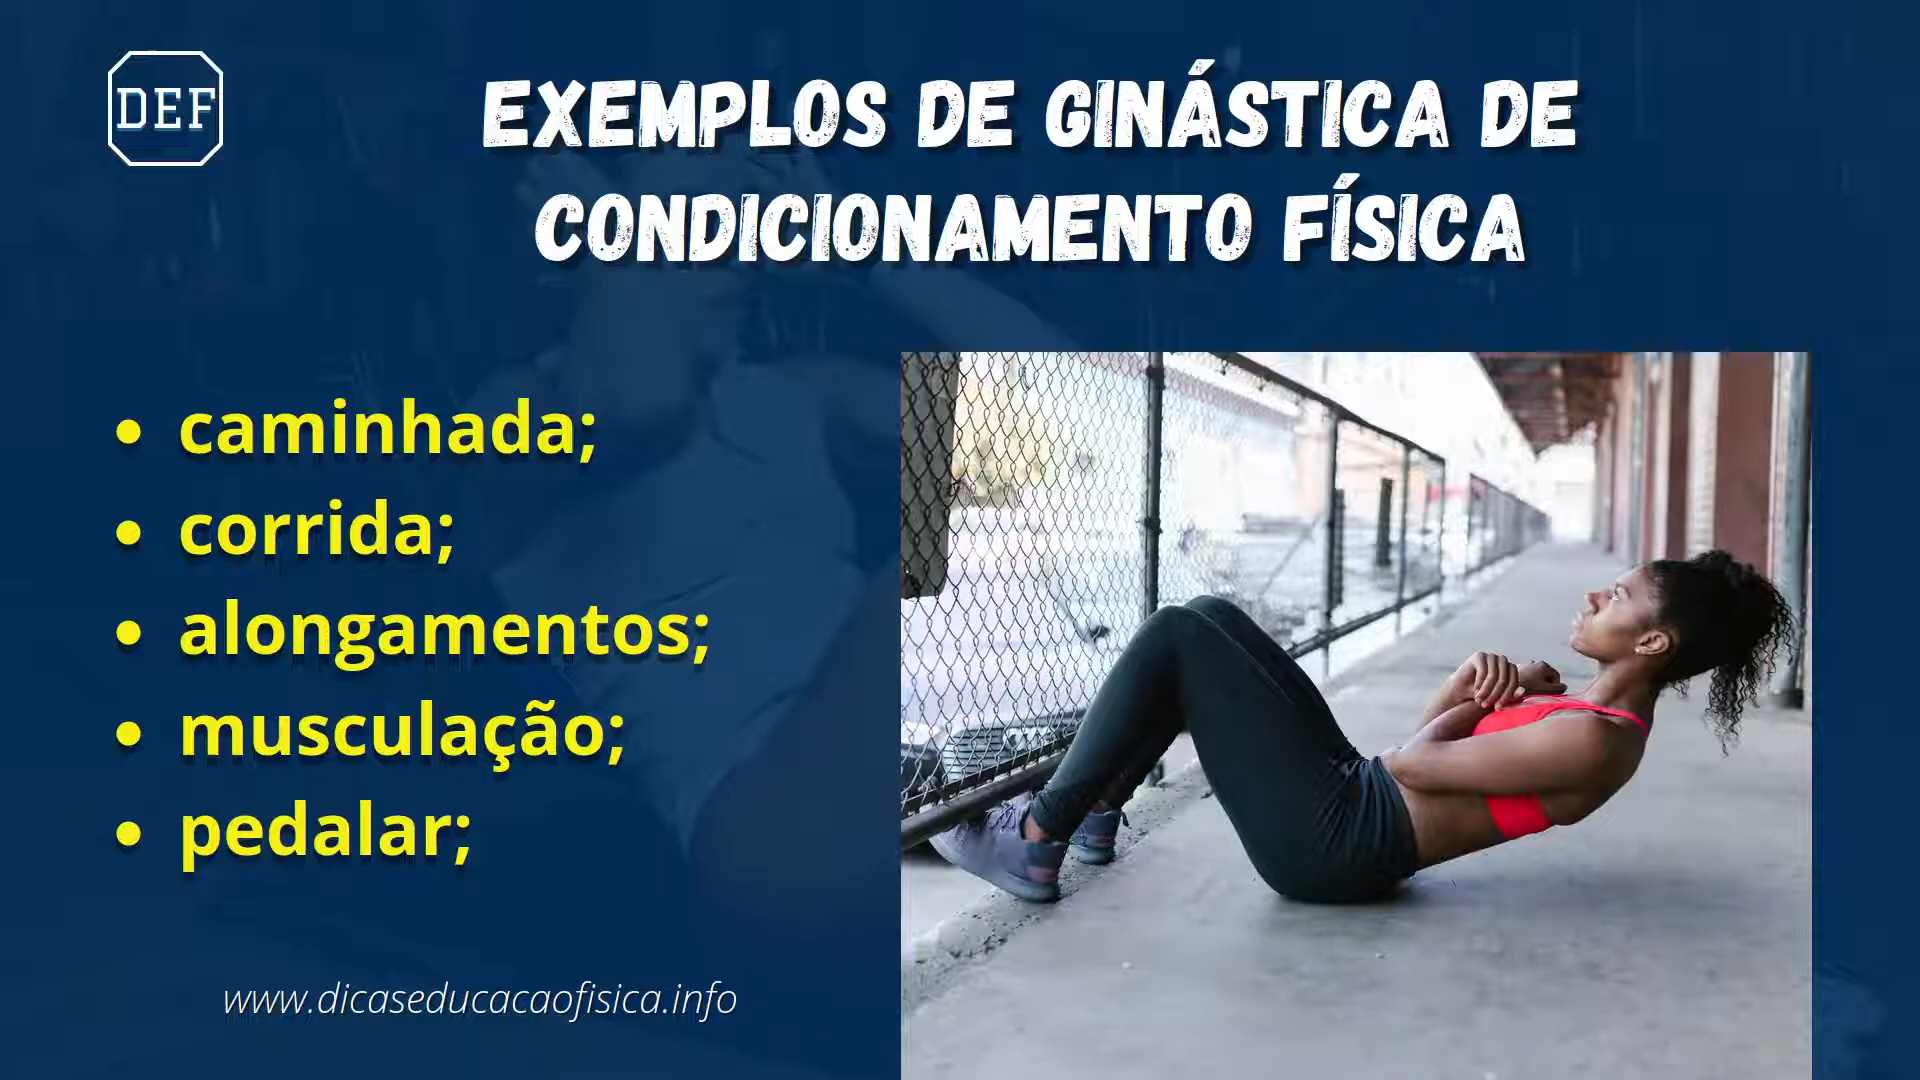 DEF
EXEMPLOS DE GINÁSTICA DE
CONDICIONAMENTO FÍSICA
• caminhada;
• corrida;
• alongamentos;
• musculação;
• pedalar;
www.dicaseducacaofisica.info